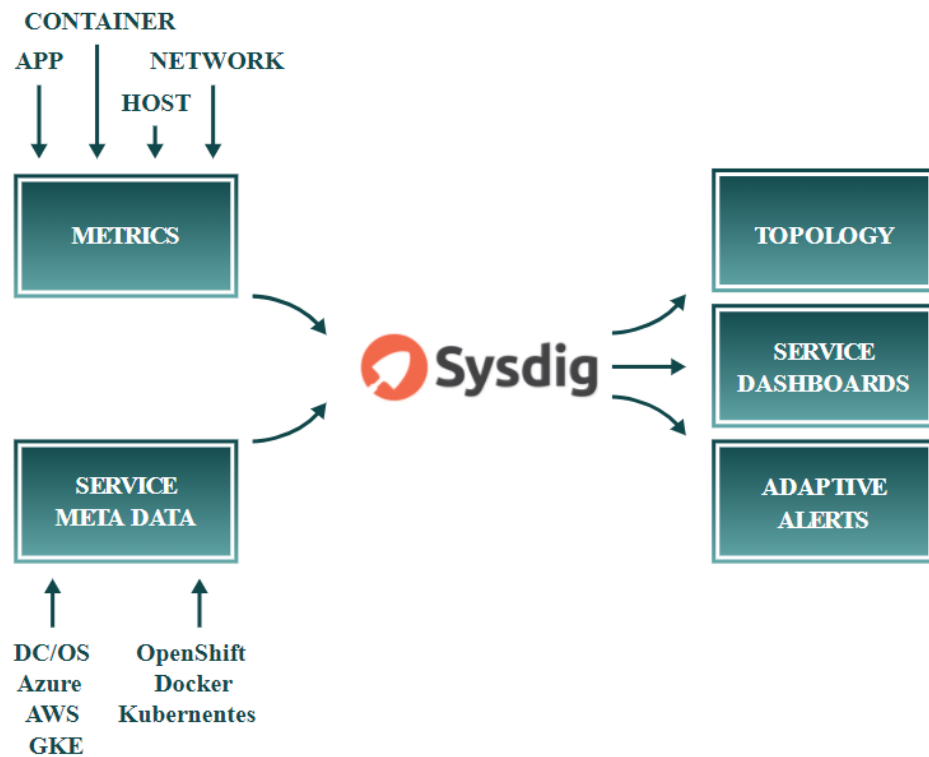 CONTAINER
APP
NETWORK
HOST
METRICS
Sysdig
SERVICE
META DATA
DC/OS
Azure
AWS
GKE
OpenShift
Docker
Kubernentes
TOPOLOGY
SERVICE
DASHBOARDS
ADAPTIVE
ALERTS